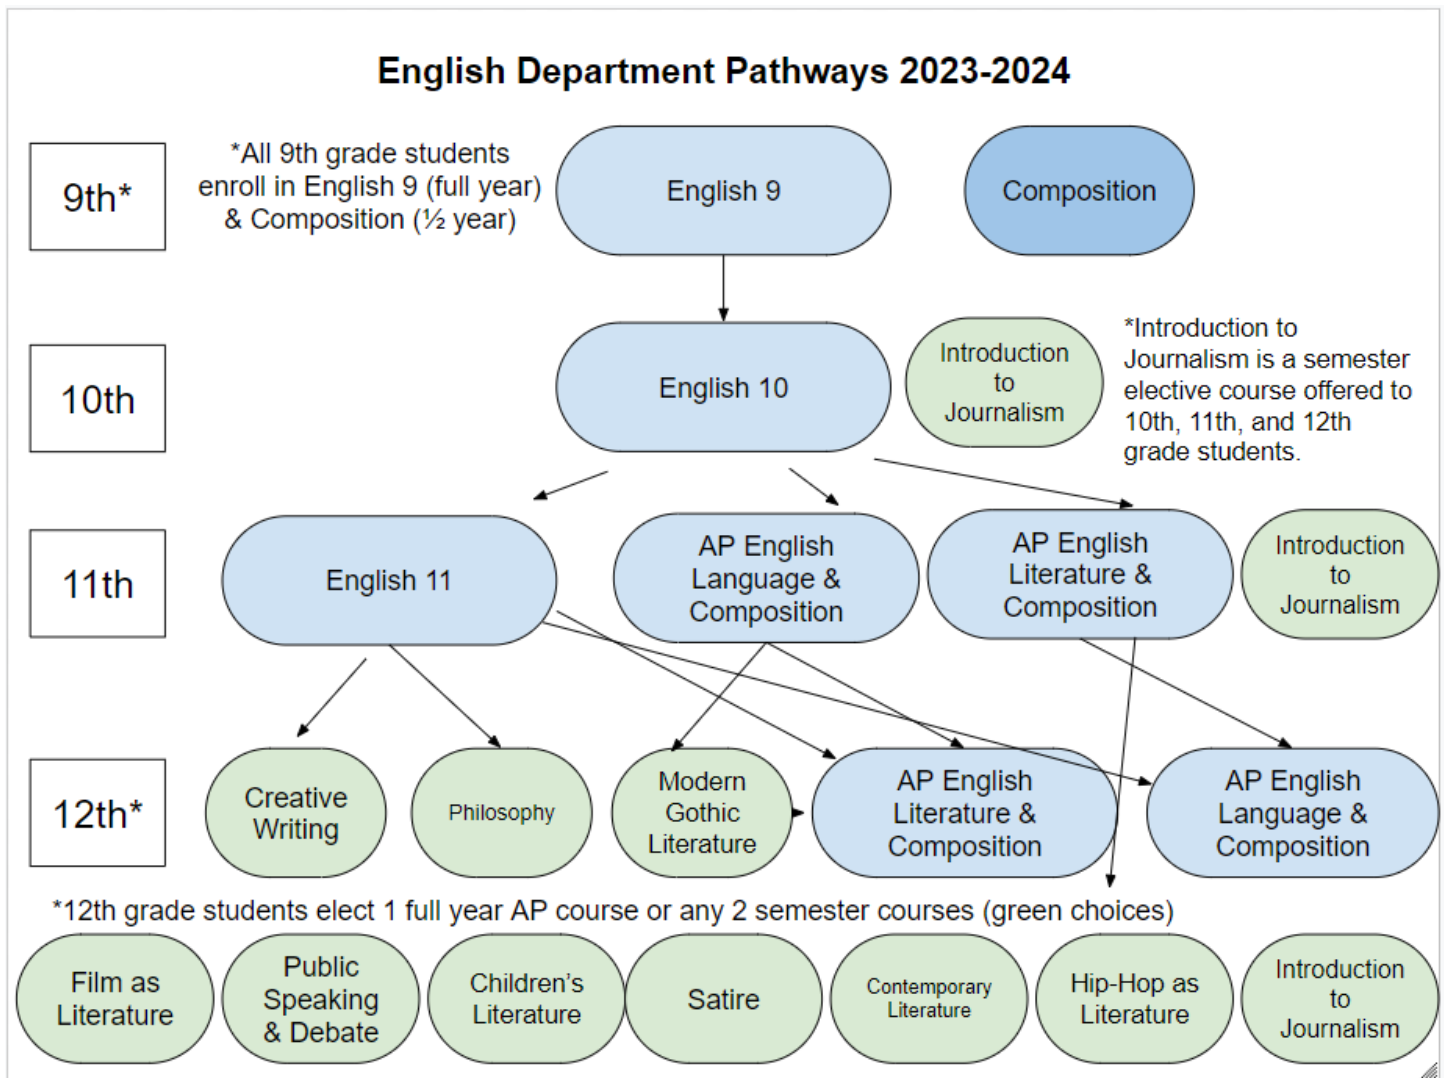 English Department Pathways 2023-2024
9th*
*All 9th grade students
enroll in English 9 (full year)
& Composition (½ year)
English 9
Composition
10th
English 10
Introduction
to
Journalism
*Introduction to
Journalism is a semester
elective course offered to
10th, 11th, and 12th
grade students.
11th
English 11
AP English
Language &
Composition
AP English
Literature &
Composition
Introduction
to
Journalism
12th*
Creative
Writing
Philosophy
Modern
Gothic
Literature
AP English
Literature &
Composition
AP English
Language &
Composition
*12th grade students elect 1 full year AP course or any 2 semester courses (green choices)
Film as
Literature
Public
Speaking
& Debate
Children's
Literature
Satire
Contemporary
Literature
Hip-Hop as
Literature
Introduction
to
Journalism